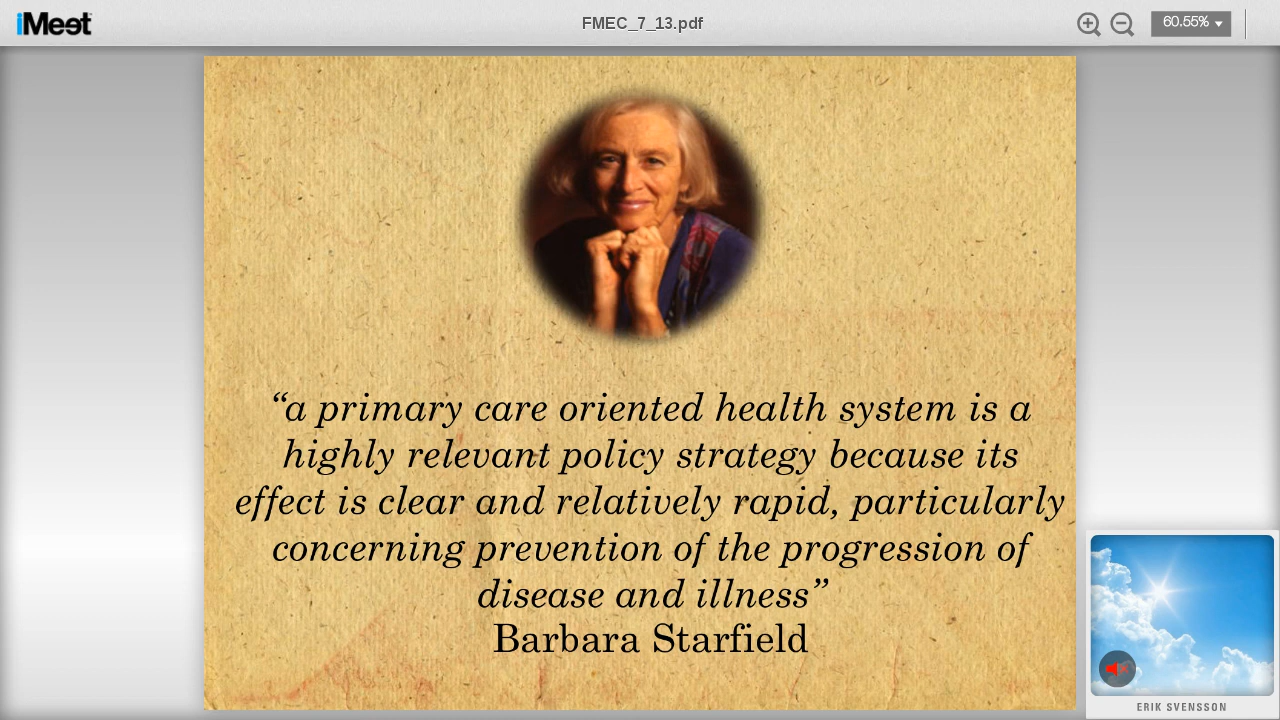 iMeet
FMEC_7_13.pdf
60.55%
“a primary care oriented health system is a
highly relevant policy strategy because its
effect is clear and relatively rapid, particularly
concerning prevention of the progression of
disease and illness”
Barbara Starfield
ERIK SVENSSON